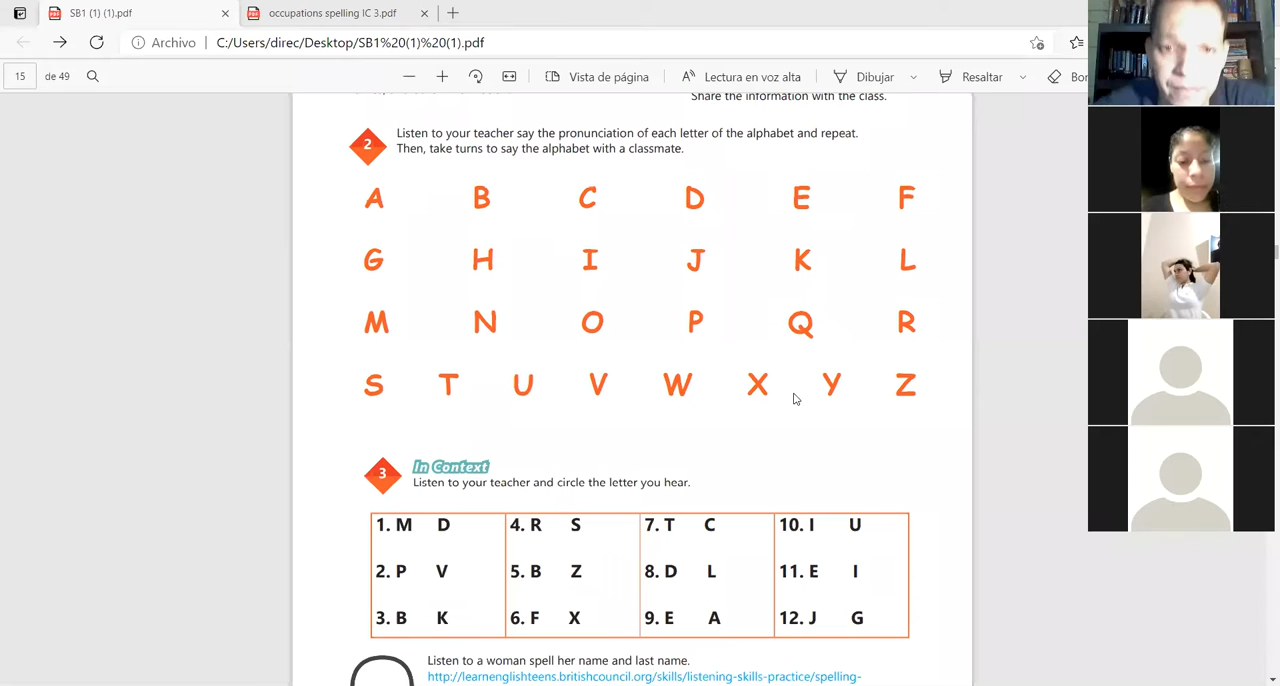 SB1 (1) (1).pdf
occupations spelling IC 3.pdf
Archivo
C:/Users/direc/Desktop/SB1%20(1)%20(1).pdf
15 de 49
Vista de página
Lectura en voz alta
Dibujar
Resaltar
Share the information with the class.
2
Listen to your teacher say the pronunciation of each letter of the alphabet and repeat.
Then, take turns to say the alphabet with a classmate.
A B C D E F
G H I J K L
M N O P Q R
S T U V W X Y Z
3
In Context
Listen to your teacher and circle the letter you hear.
1. M D 4. R S 7. T C 10. I U
2. P V 5. B Z 8. D L 11. E I
3. B K 6. F X 9. E A 12. J G
Listen to a woman spell her name and last name.
http://learnenglishteens.britishcouncil.org/skills/listening-skills-practice/spelling-